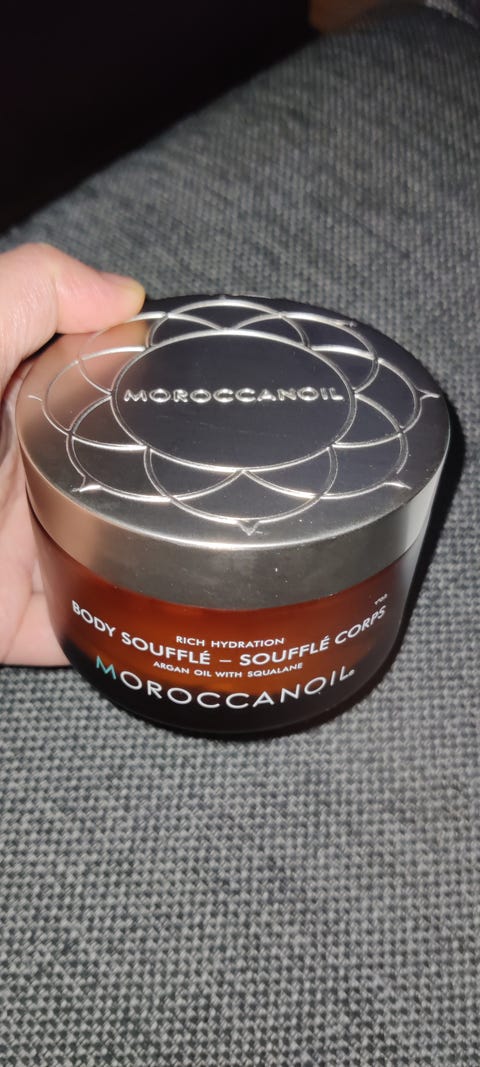 MOROCCANOIL
RICH HYDRATION
BODY SOUFFLÉ – SOUFFLÉ CORPS
ARGAN OIL WITH SQUALANE
MOROCCANOIL®